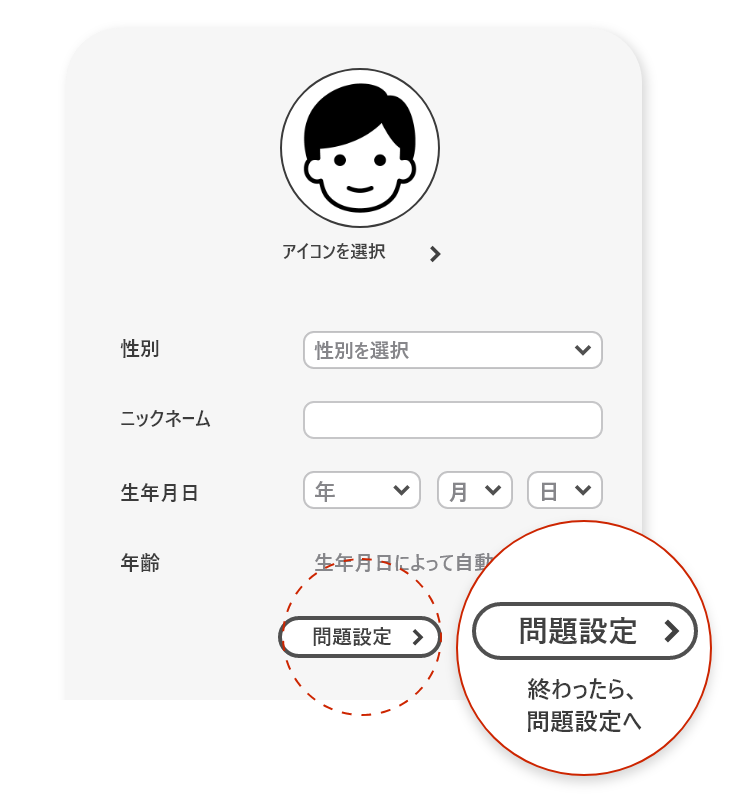 アイコンを選択
性別
性別を選択
ニックネーム
生年月日
年
月
日
年齢
生年月日によって自動
問題設定
問題設定
終わったら、
問題設定へ